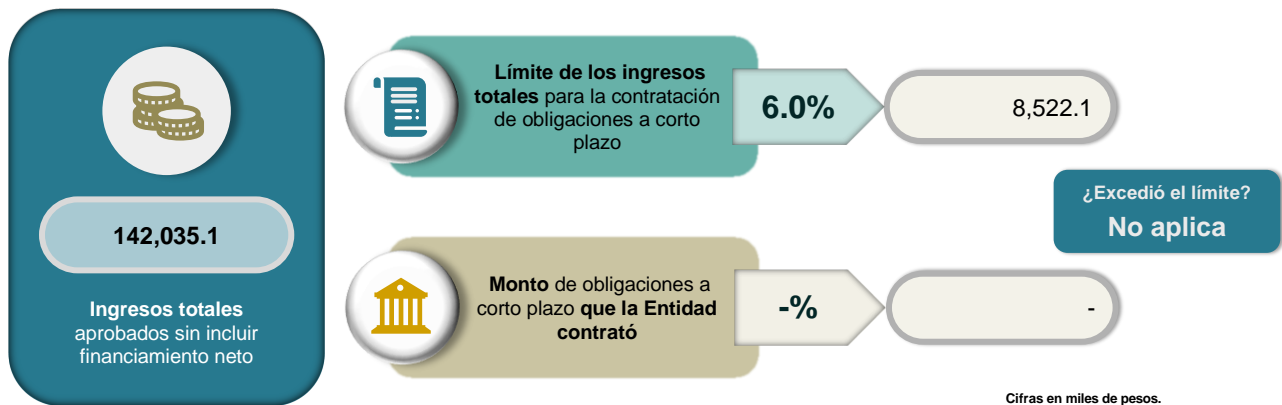 142,035.1
Ingresos totales
aprobados sin incluir
financiamiento neto
Límite de los ingresos
totales para la contratación
de obligaciones a corto
plazo
6.0%
8,522.1
Monto de obligaciones a
corto plazo que la Entidad
contrató
-%
-
¿Excedió el límite?
No aplica
Cifras en miles de pesos.